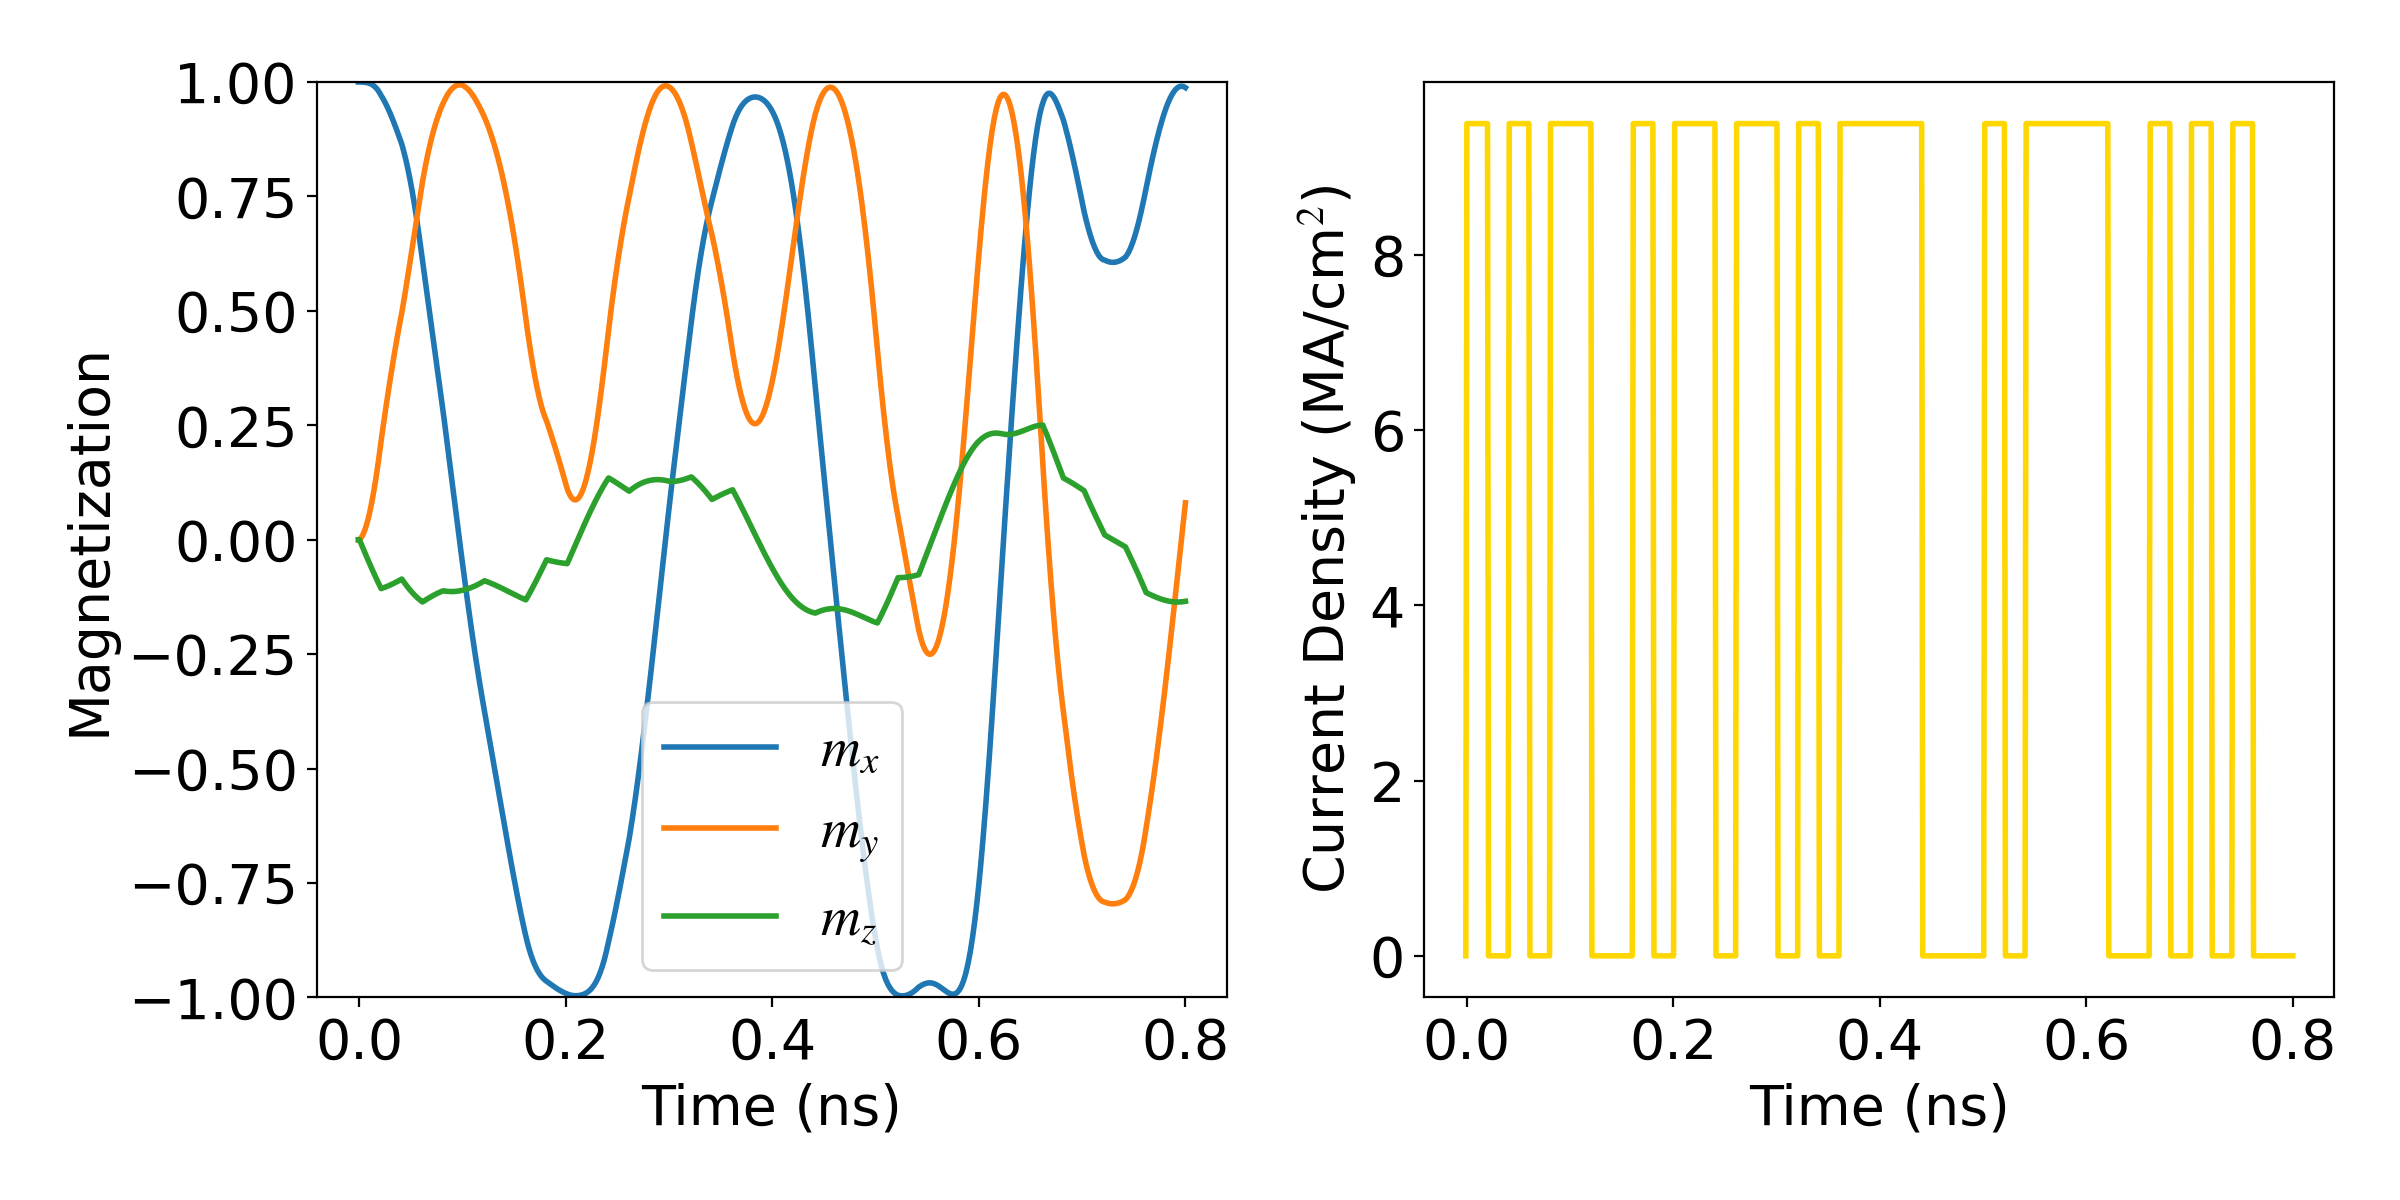 1.00
0.75
0.50
0.25
0.00
−0.25
−0.50
−0.75
−1.00
Magnetization
0.0 0.2 0.4 0.6 0.8
Time (ns)
m_x
m_y
m_z
8
6
4
2
0
Current Density (MA/cm²)
0.0 0.2 0.4 0.6 0.8
Time (ns)